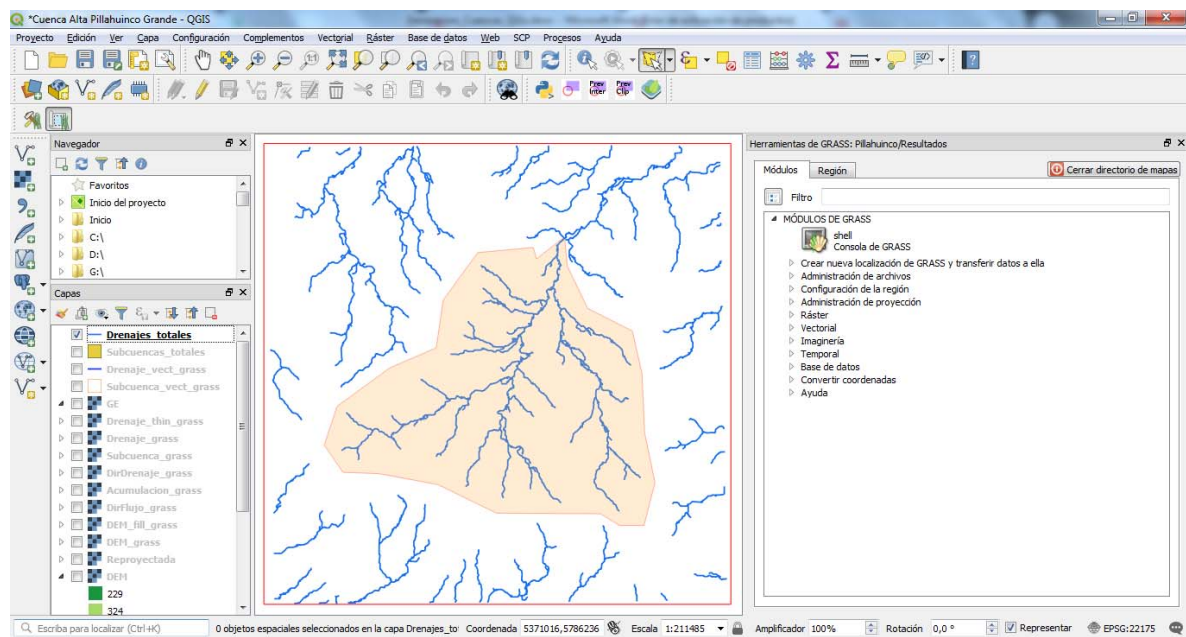 *Cuenca Alta Pillahuinco Grande - QGIS
Proyecto Edición Ver Capa Configuración Complementos Vectorial Ráster Base de datos Web SCP Procesos Ayuda
Prev Inter
Prev Clip
Navegador
Favoritos
Inicio del proyecto
Inicio
C:\
D:\
G:\
Capas
Drenajes_totales
Subcuencas_totales
Drenaje_vect_grass
Subcuenca_vect_grass
GE
Drenaje_thin_grass
Drenaje_grass
Subcuenca_grass
DirDrenaje_grass
Acumulacion_grass
DirFlujo_grass
DEM_fill_grass
DEM_grass
Reproyectada
DEM
229
324
Herramientas de GRASS: Pillahuinco/Resultados
Módulos Región Cerrar directorio de mapas
Filtro
MÓDULOS DE GRASS
shell
Consola de GRASS
Crear nueva localización de GRASS y transferir datos a ella
Administración de archivos
Configuración de la región
Administración de proyección
Ráster
Vectorial
Imaginería
Temporal
Base de datos
Convertir coordenadas
Ayuda
Escriba para localizar (Ctrl+K) 0 objetos espaciales seleccionados en la capa Drenajes_to Coordenada 5371016,5786236 Escala 1:211485 Amplificador 100% Rotación 0,0 ° Representar EPSG:22175